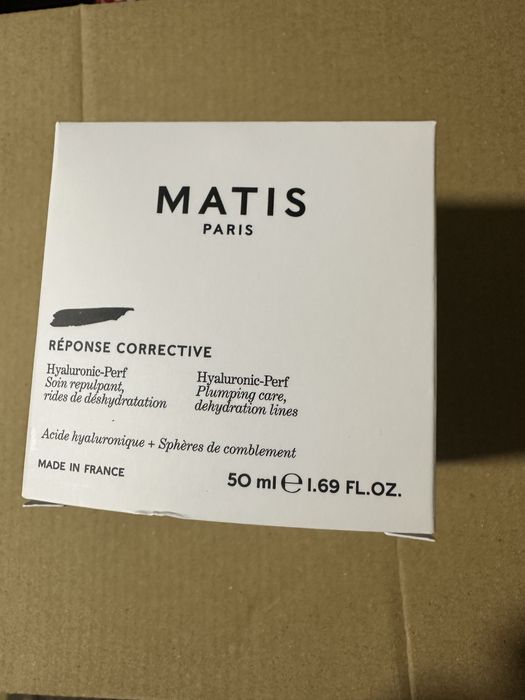 MATIS
PARIS
RÉPONSE CORRECTIVE
Hyaluronic-Perf
Soin repulpant,
rides de déshydratation
Hyaluronic-Perf
Plumping care,
dehydration lines
Acide hyaluronique + Sphères de comblement
MADE IN FRANCE
50 ml ℮ 1.69 FL.OZ.